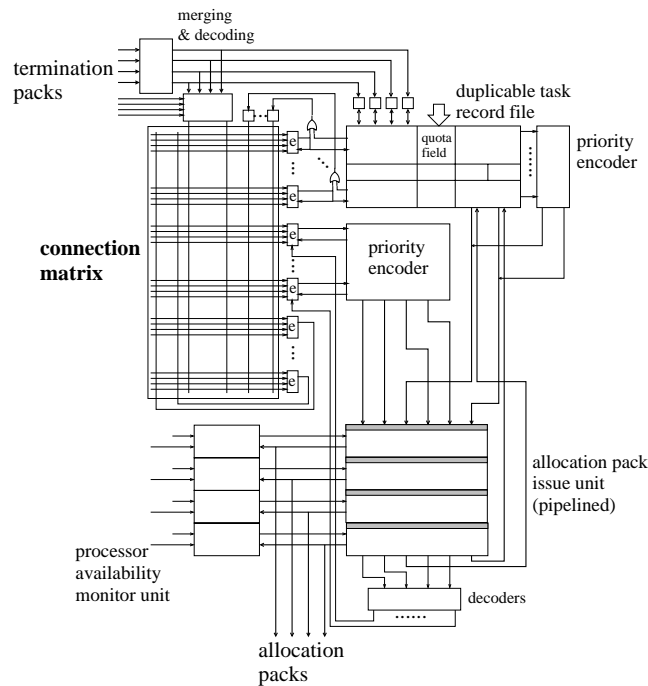 merging
& decoding
termination
packs
duplicable task
record file
quota
field
priority
encoder
e
e
connection
matrix
e
priority
encoder
e
e
e
allocation pack
issue unit
(pipelined)
processor
availability
monitor unit
decoders
allocation
packs